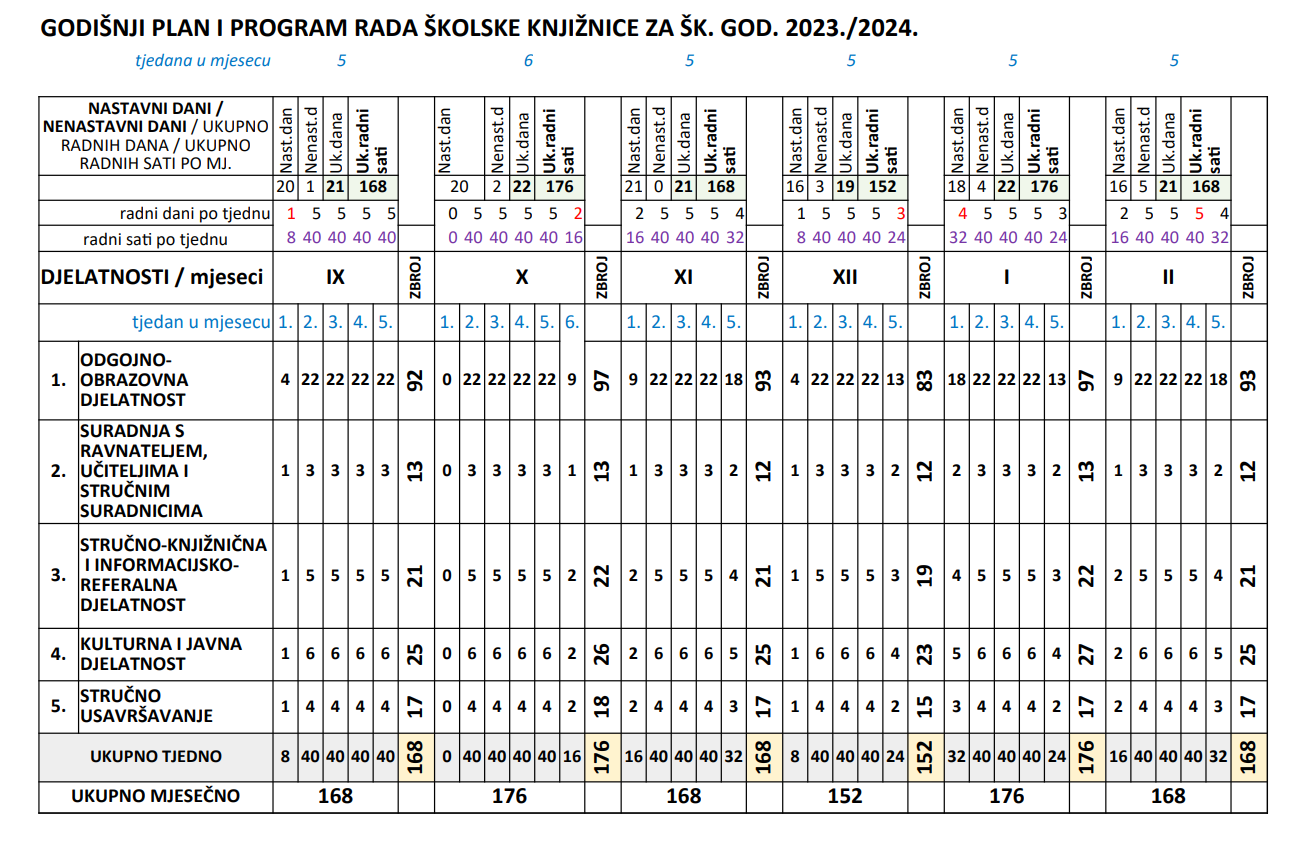 GODIŠNJI PLAN I PROGRAM RADA ŠKOLSKE KNJIŽNICE ZA ŠK. GOD. 2023./2024.
tjedana u mjesecu 5 6 5 5 5 5
NASTAVNI DANI /
NENASTAVNI DANI / UKUPNO
RADNIH DANA / UKUPNO
RADNIH SATI PO MJ.
Nast.dan Nenast.d Uk.dana Uk.radni sati Nast.dan Nenast.d Uk.dana Uk.radni sati Nast.dan Nenast.d Uk.dana Uk.radni sati Nast.dan Nenast.d Uk.dana Uk.radni sati Nast.dan Nenast.d Uk.dana Uk.radni sati Nast.dan Nenast.d Uk.dana Uk.radni sati
20 1 21 168 20 2 22 176 21 0 21 168 16 3 19 152 18 4 22 176 16 5 21 168
radni dani po tjednu 1 5 5 5 5 0 5 5 5 5 2 2 5 5 5 4 1 5 5 5 3 4 5 5 5 3 2 5 5 5 4
radni sati po tjednu 8 40 40 40 40 0 40 40 40 40 16 16 40 40 40 32 8 40 40 40 24 32 40 40 40 24 16 40 40 40 32
DJELATNOSTI / mjeseci IX ZBROJ X ZBROJ XI ZBROJ XII ZBROJ I ZBROJ II ZBROJ
tjedan u mjesecu 1. 2. 3. 4. 5. 1. 2. 3. 4. 5. 6. 1. 2. 3. 4. 5. 1. 2. 3. 4. 5. 1. 2. 3. 4. 5. 1. 2. 3. 4. 5.
ODGOJNO-
OBRAZOVNA
DJELATNOST
1. 4 22 22 22 22 92 0 22 22 22 22 9 97 9 22 22 22 18 93 4 22 22 22 13 83 18 22 22 22 13 97 9 22 22 22 18 93
SURADNJA S
RAVNATELJEM,
UČITELJIMA I
STRUČNIM
SURADNICIMA
2. 1 3 3 3 3 13 0 3 3 3 3 1 13 1 3 3 3 2 12 1 3 3 3 2 12 2 3 3 3 2 13 1 3 3 3 2 12
STRUČNO-KNJIŽNIČNA
I INFORMACIJSKO-
REFERALNA
DJELATNOST
3. 1 5 5 5 5 21 0 5 5 5 5 2 22 2 5 5 5 4 21 1 5 5 5 3 19 4 5 5 5 3 22 2 5 5 5 4 21
KULTURNA I JAVNA
DJELATNOST
4. 1 6 6 6 6 25 0 6 6 6 6 2 26 2 6 6 6 5 25 1 6 6 6 4 23 5 6 6 6 4 27 2 6 6 6 5 25
STRUČNO
USAVRŠAVANJE
5. 1 4 4 4 4 17 0 4 4 4 4 2 18 2 4 4 4 3 17 1 4 4 4 2 15 3 4 4 4 2 17 2 4 4 4 3 17
UKUPNO TJEDNO 8 40 40 40 40 168 0 40 40 40 40 16 176 16 40 40 40 32 168 8 40 40 40 24 152 32 40 40 40 24 176 16 40 40 40 32 168
UKUPNO MJESEČNO 168 176 168 152 176 168